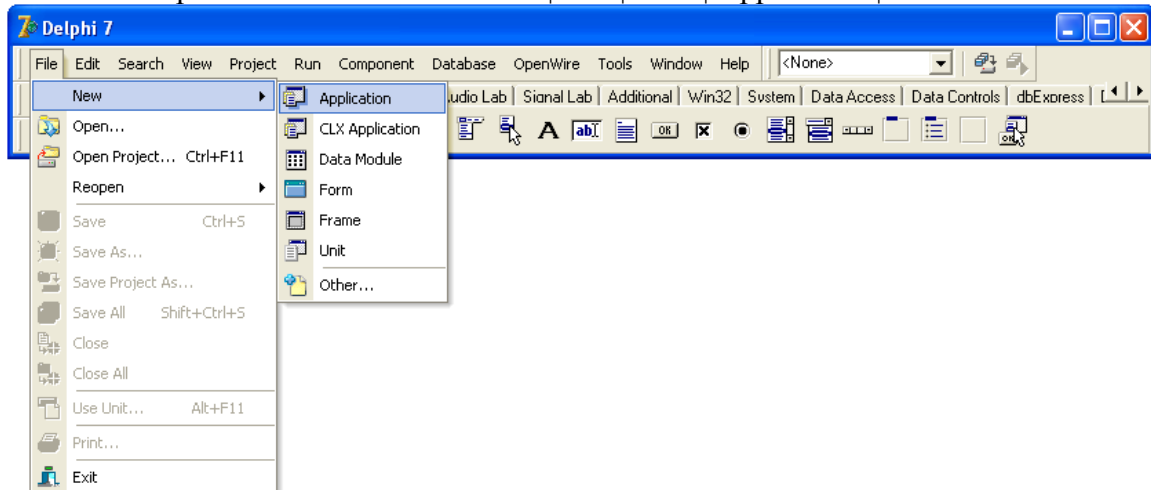 Delphi 7
File Edit Search View Project Run Component Database OpenWire Tools Window Help <None>
New Application Audio Lab Signal Lab Additional Win32 System Data Access Data Controls dbExpress
Open... CLX Application
Open Project... Ctrl+F11 Data Module
Reopen Form
Save Ctrl+S Frame
Save As... Unit
Save Project As... Other...
Save All Shift+Ctrl+S
Close
Close All
Use Unit... Alt+F11
Print...
Exit